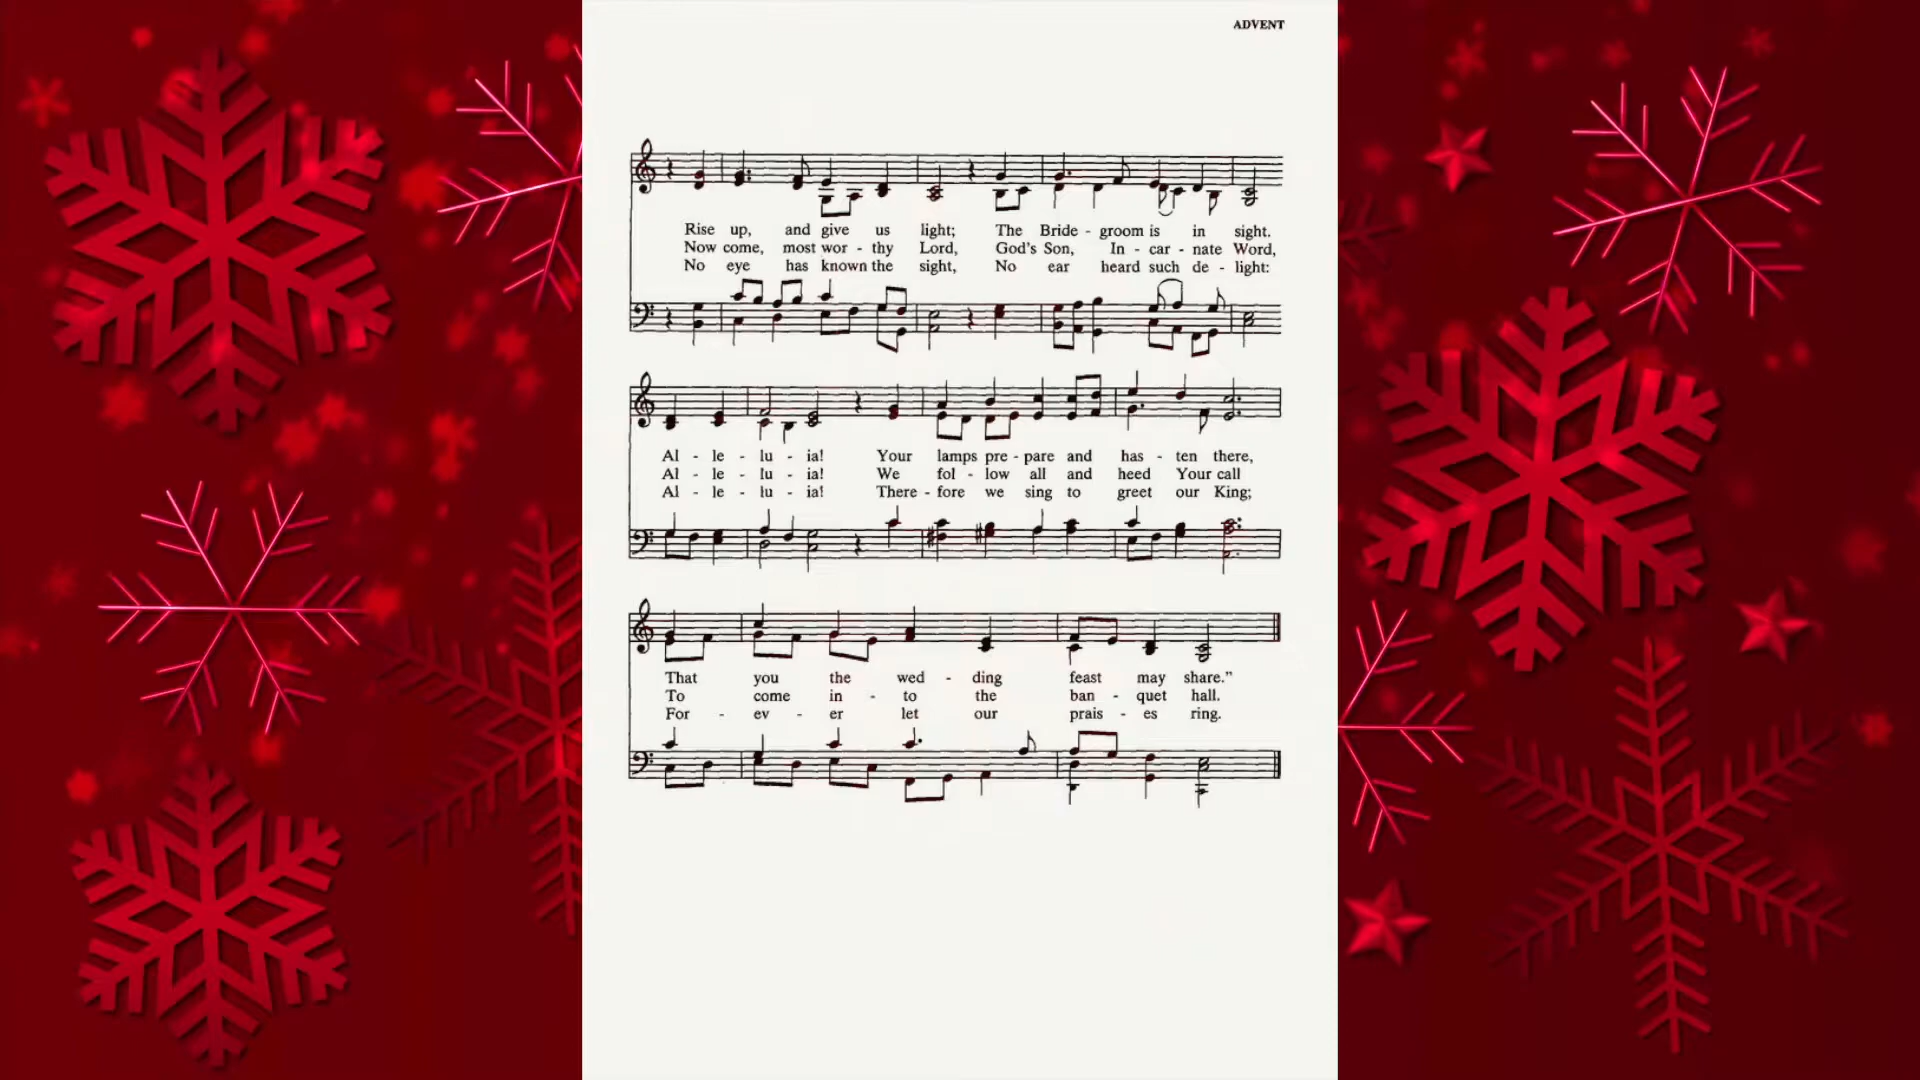 ADVENT
Rise up, and give us light; The Bride - groom is in sight.
Now come, most wor - thy Lord, God's Son, In - car - nate Word,
No eye has known the sight, No ear heard such de - light:
Al - le - lu - ia! Your lamps pre - pare and has - ten there,
Al - le - lu - ia! We fol - low all and heed Your call
Al - le - lu - ia! There - fore we sing to greet our King;
That you the wed - ding feast may share."
To come in - to the ban - quet hall.
For - ev - er let our prais - es ring.